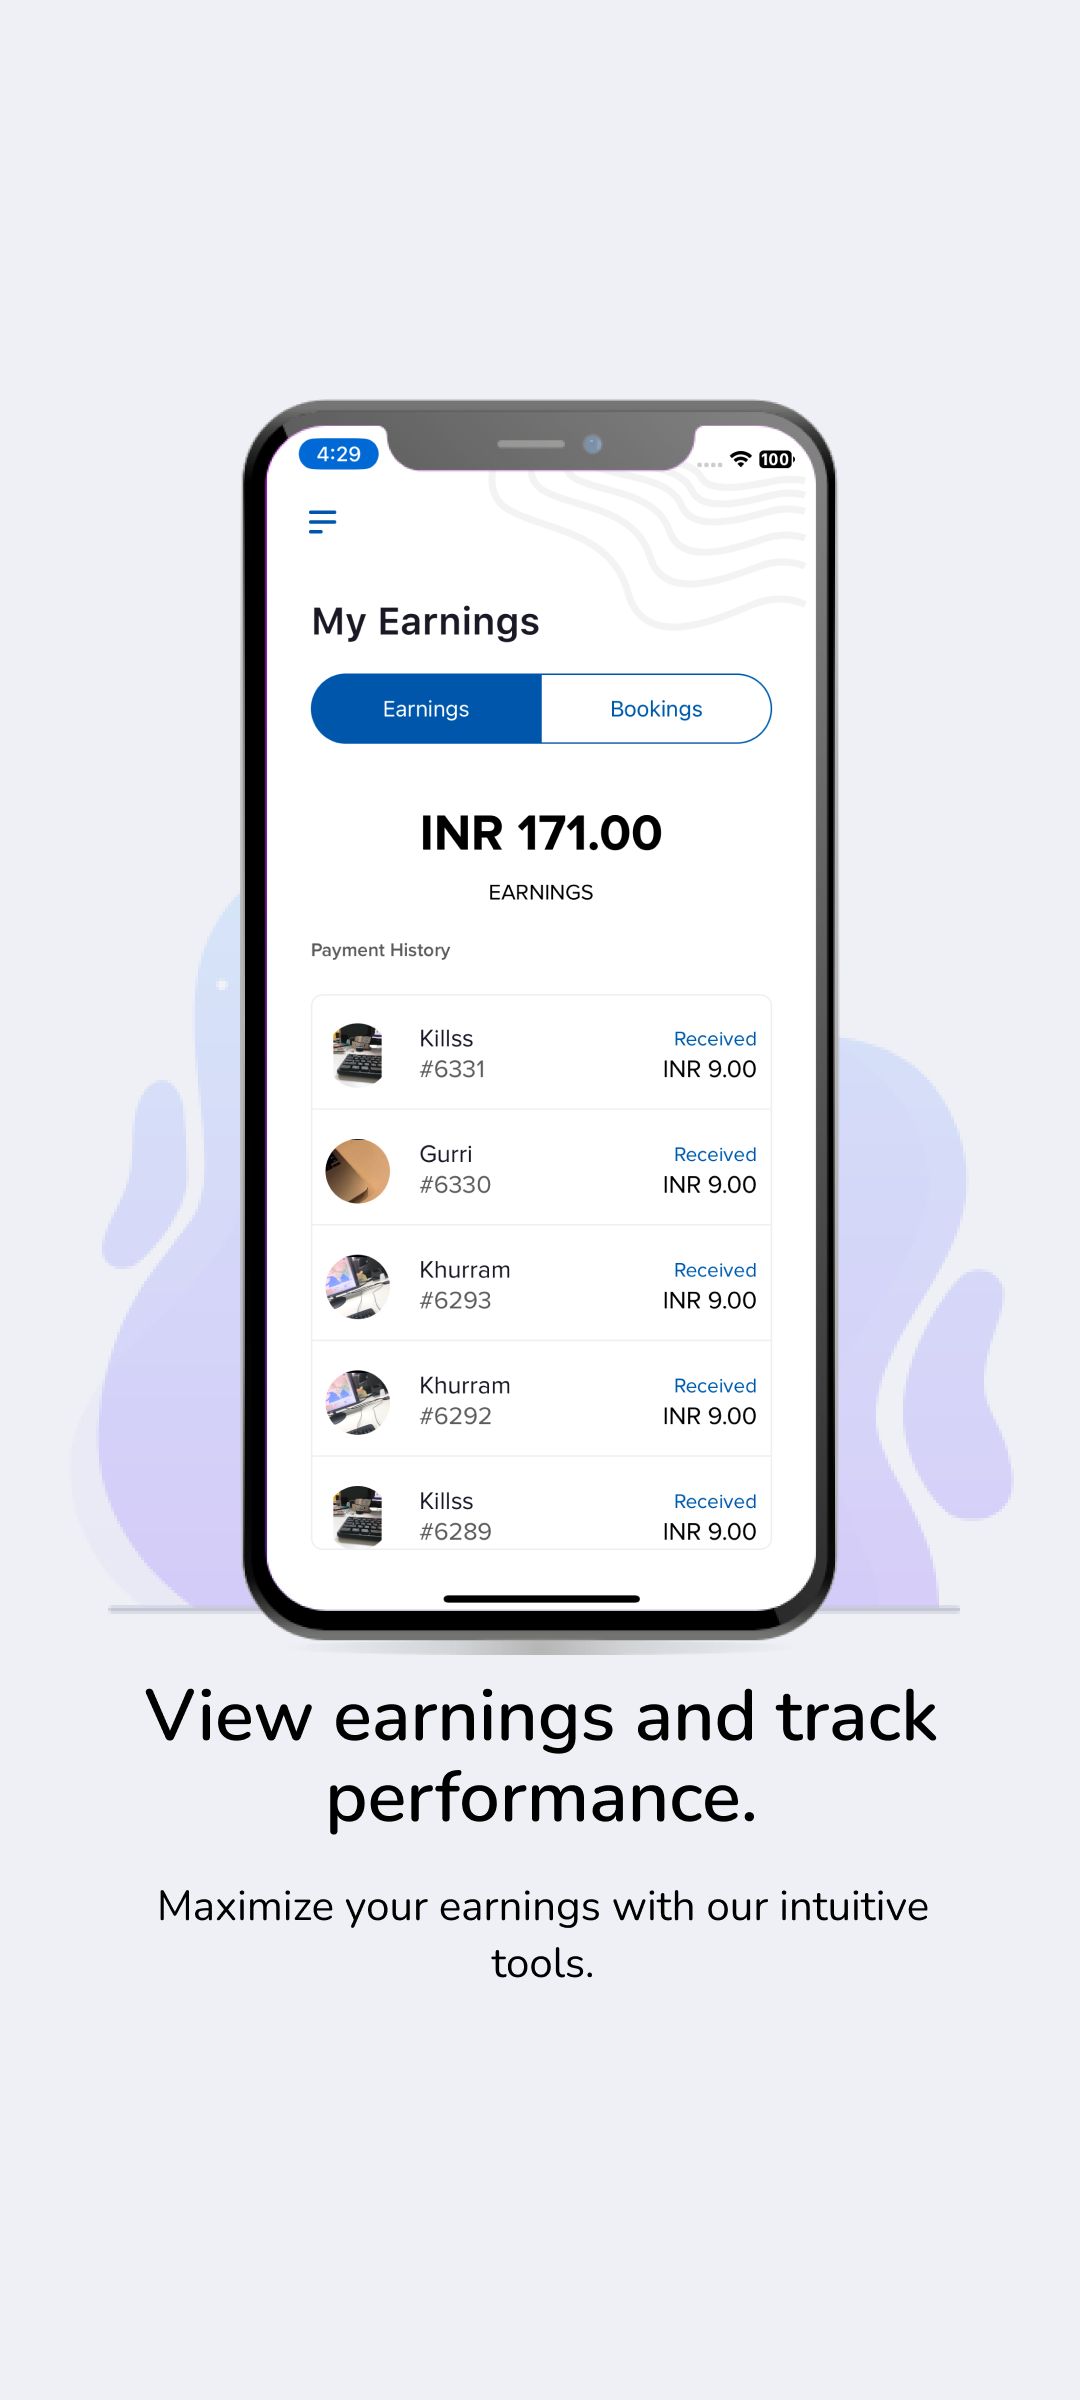 4:29
100
My Earnings
Earnings
Bookings
INR 171.00
EARNINGS
Payment History
Killss
Received
#6331
INR 9.00
Gurri
Received
#6330
INR 9.00
Khurram
Received
#6293
INR 9.00
Khurram
Received
#6292
INR 9.00
Killss
Received
#6289
INR 9.00
View earnings and track
performance.
Maximize your earnings with our intuitive
tools.